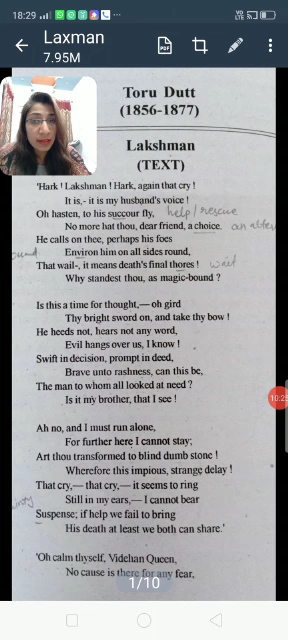 18:29
Laxman
7.95M
PDF
Toru Dutt
(1856-1877)
Lakshman
(TEXT)
'Hark ! Lakshman ! Hark, again that cry !
It is,- it is my husband's voice !
Oh hasten, to his succour fly, help/rescue
No more hat thou, dear friend, a choice.
He calls on thee, perhaps his foes
Environ him on all sides round,
That wail-, it means death's final thores ! wait
Why standest thou, as magic-bound ?
Is this a time for thought,— oh gird
Thy bright sword on, and take thy bow !
He heeds not, hears not any word,
Evil hangs over us, I know !
Swift in decision, prompt in deed,
Brave unto rashness, can this be,
The man to whom all looked at need ?
Is it my brother, that I see !
10:25
Ah no, and I must run alone,
For further here I cannot stay;
Art thou transformed to blind dumb stone !
Wherefore this impious, strange delay !
That cry,— that cry,— it seems to ring
Still in my ears,— I cannot bear
Suspense; if help we fail to bring
His death at least we both can share.'
'Oh calm thyself, Videhan Queen,
No cause is there for any fear,
1/10